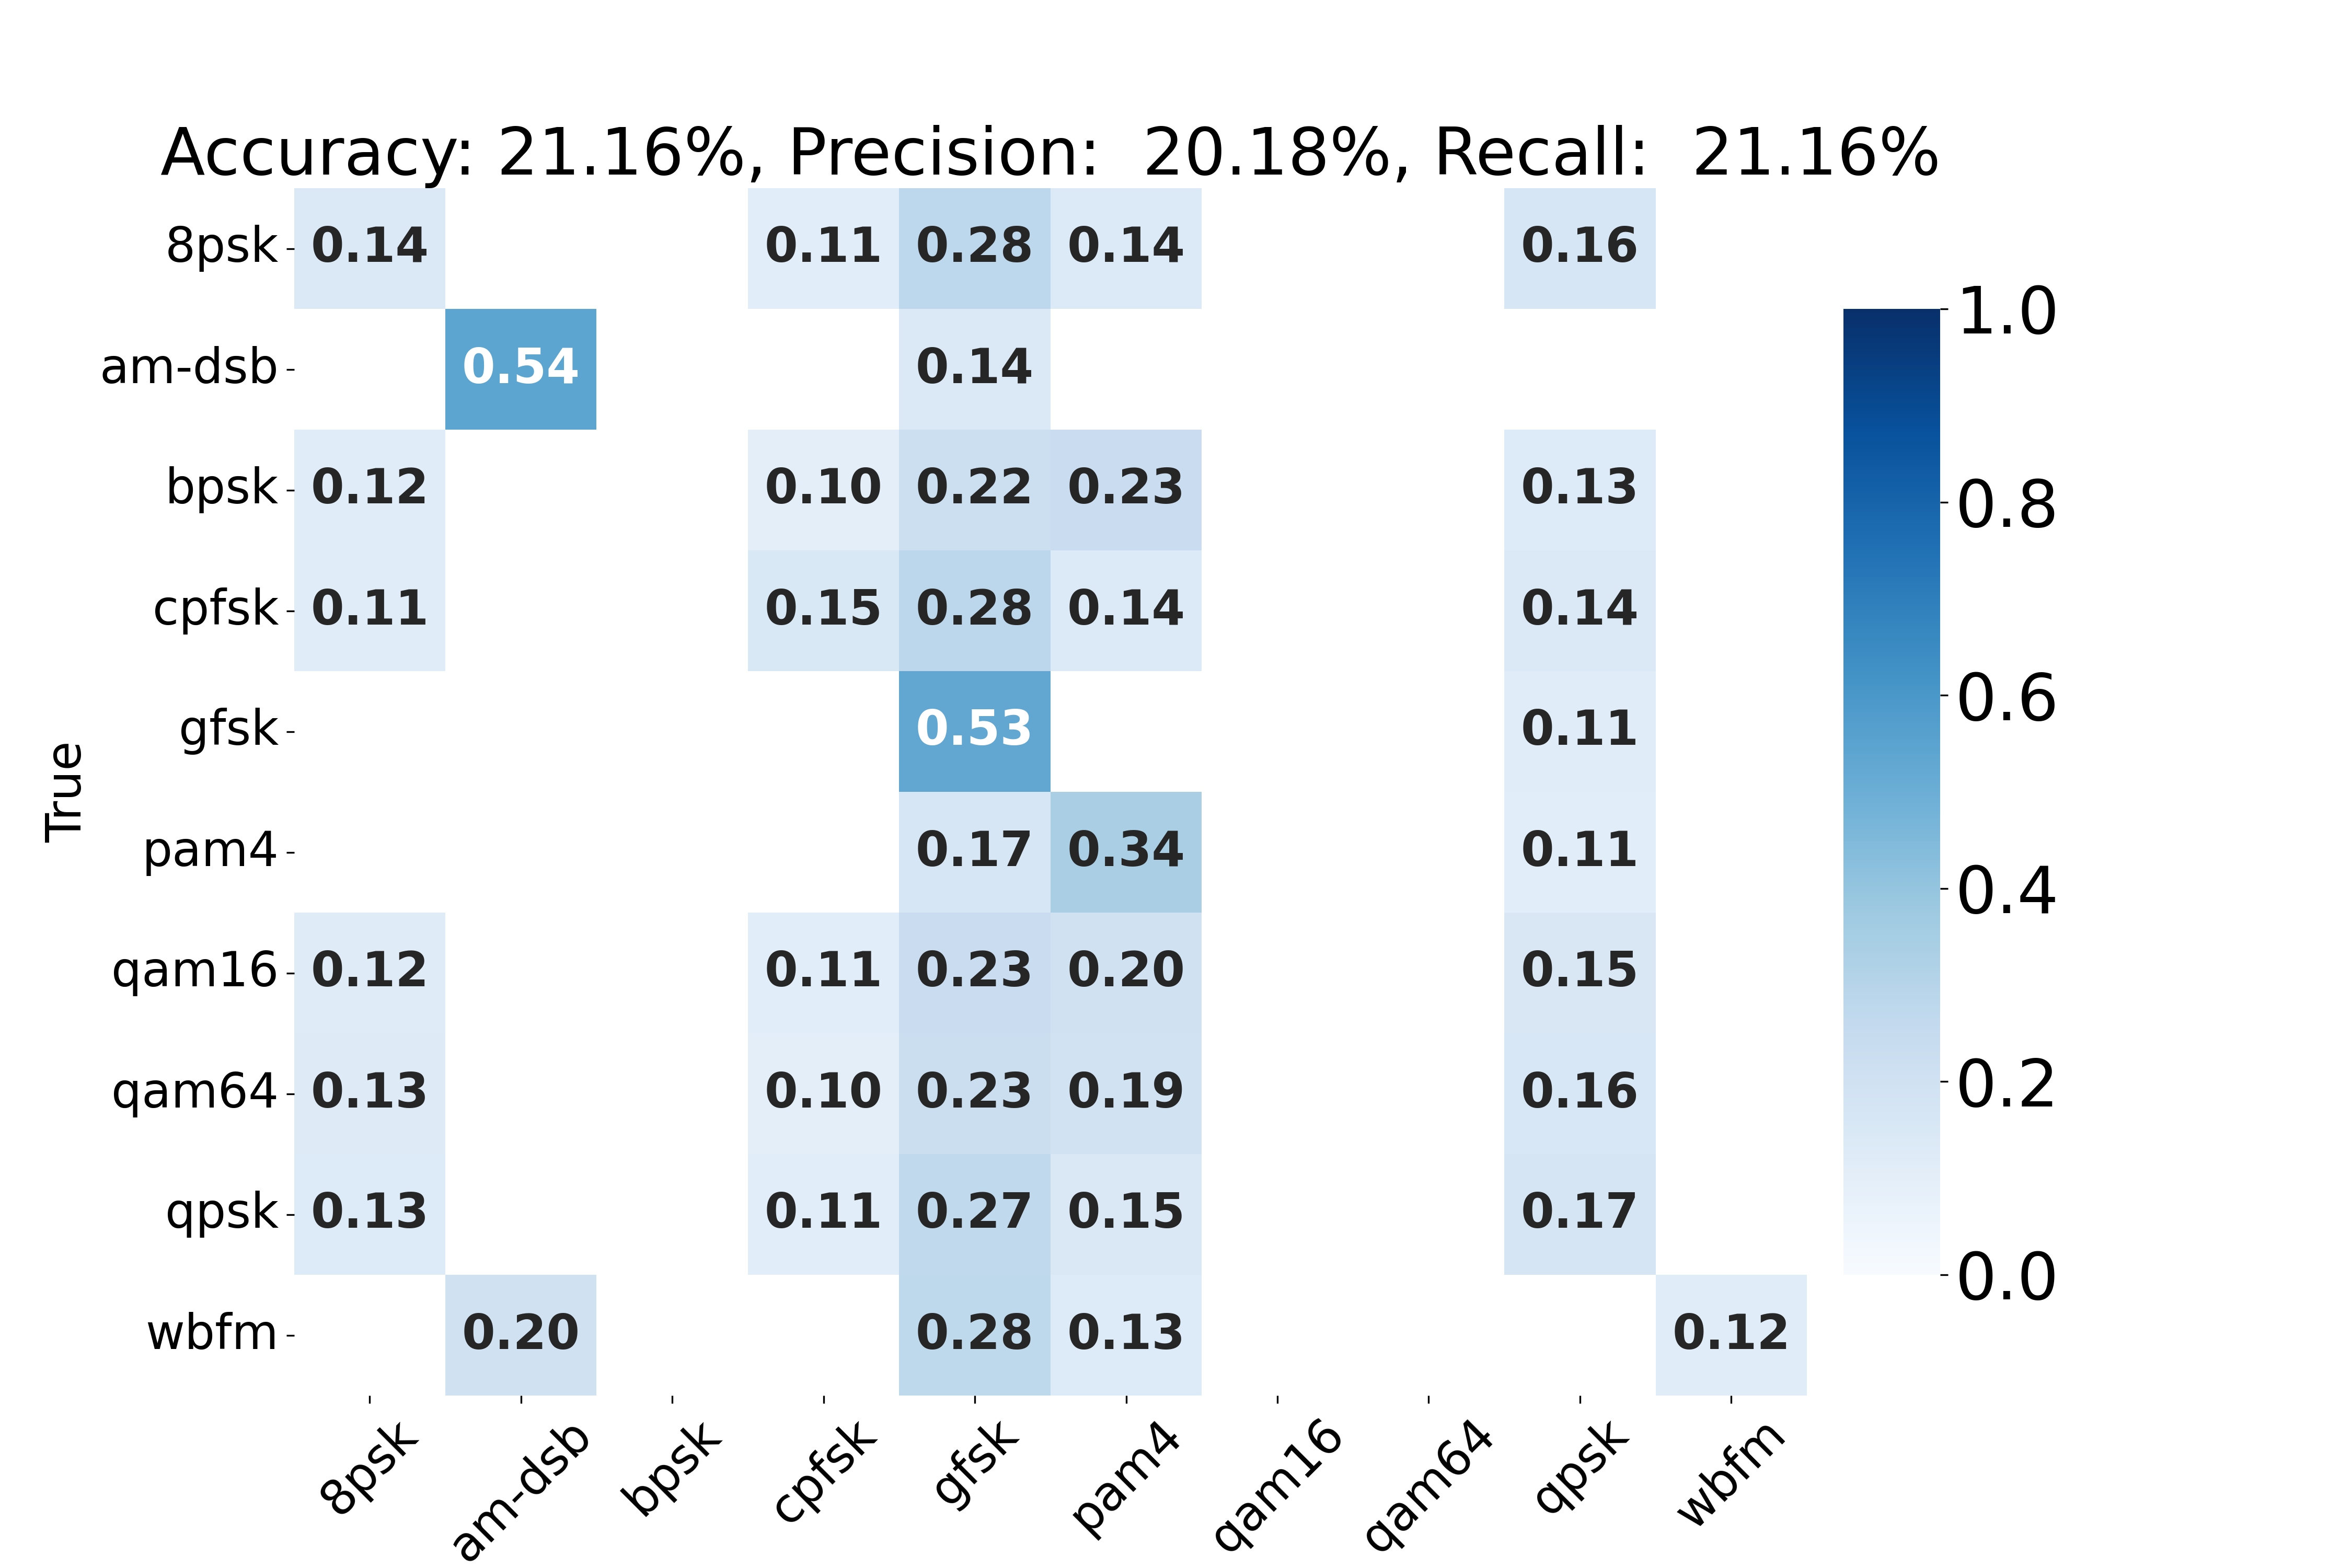 Accuracy: 21.16%, Precision:  20.18%, Recall:  21.16%
8psk 0.14 0.11 0.28 0.14 0.16
am-dsb 0.54 0.14
bpsk 0.12 0.10 0.22 0.23 0.13
cpfsk 0.11 0.15 0.28 0.14 0.14
gfsk 0.53 0.11
pam4 0.17 0.34 0.11
qam16 0.12 0.11 0.23 0.20 0.15
qam64 0.13 0.10 0.23 0.19 0.16
qpsk 0.13 0.11 0.27 0.15 0.17
wbfm 0.20 0.28 0.13 0.12
True
8psk am-dsb bpsk cpfsk gfsk pam4 qam16 qam64 qpsk wbfm
1.0
0.8
0.6
0.4
0.2
0.0